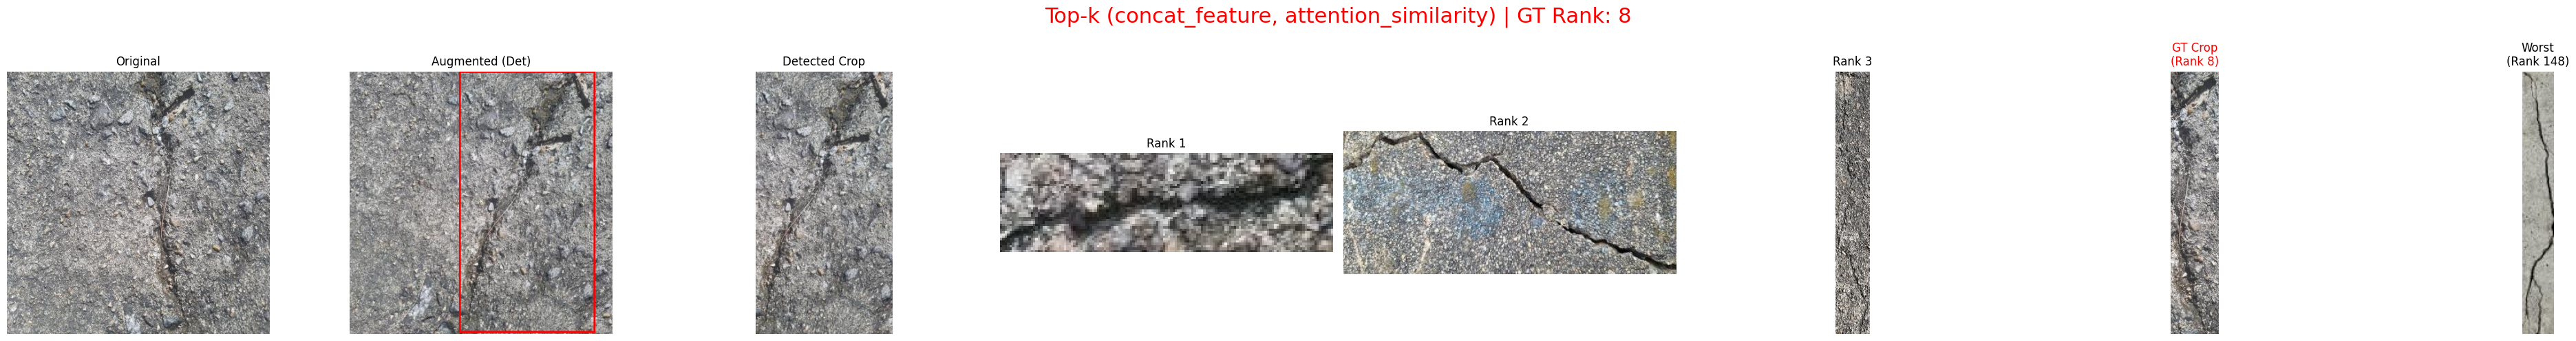 Top-k (concat_feature, attention_similarity) | GT Rank: 8
Original
Augmented (Det)
Detected Crop
Rank 1
Rank 2
Rank 3
GT Crop
(Rank 8)
Worst
(Rank 148)